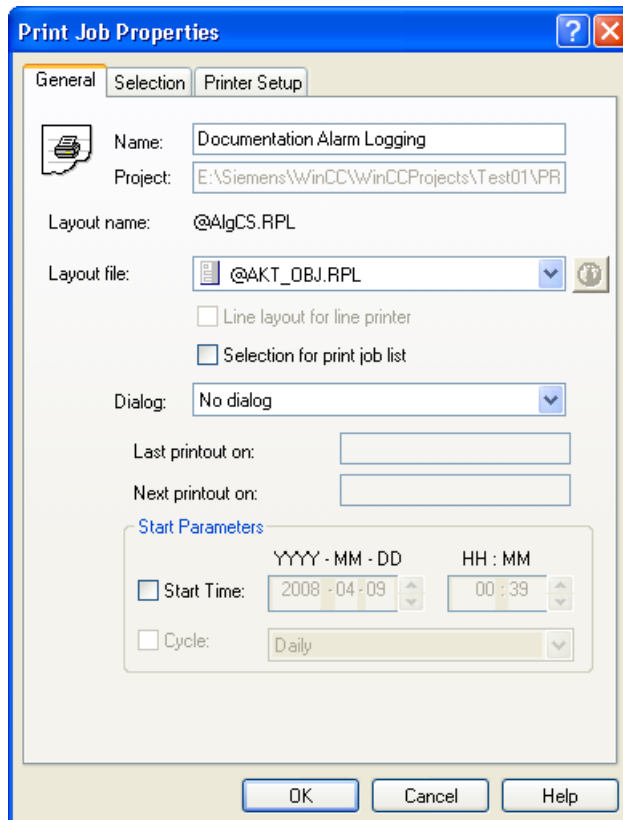 Print Job Properties
General Selection Printer Setup
Name: Documentation Alarm Logging
Project: E:\Siemens\WinCC\WinCCProjects\Test01\PR
Layout name: @AlgCS.RPL
Layout file: @AKT_OBJ.RPL
Line layout for line printer
Selection for print job list
Dialog: No dialog
Last printout on:
Next printout on:
Start Parameters
YYYY - MM - DD HH : MM
Start Time: 2008 - 04 - 09 00 : 39
Cycle: Daily
OK Cancel Help